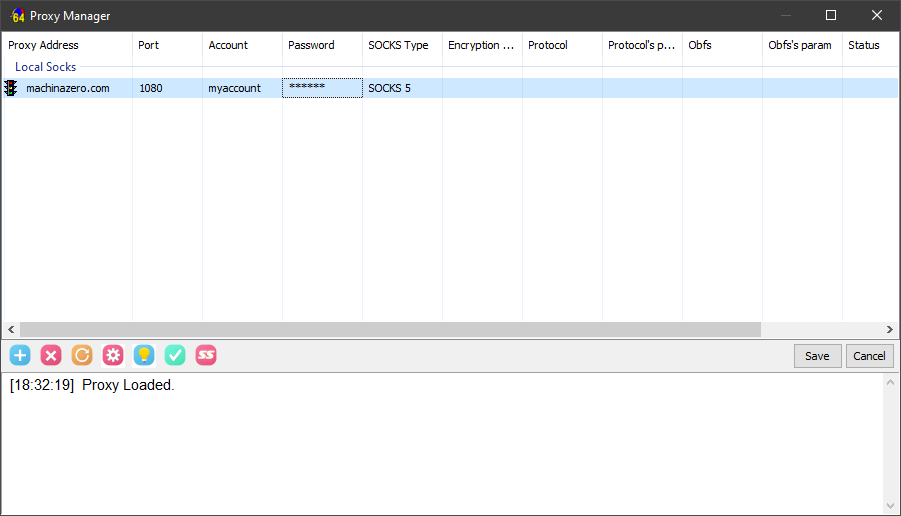 64 Proxy Manager
Proxy Address Port Account Password SOCKS Type Encryption ... Protocol Protocol's p... Obfs Obfs's param Status
Local Socks
machinazero.com 1080 myaccount ****** SOCKS 5
SS Save Cancel
[18:32:19] Proxy Loaded.